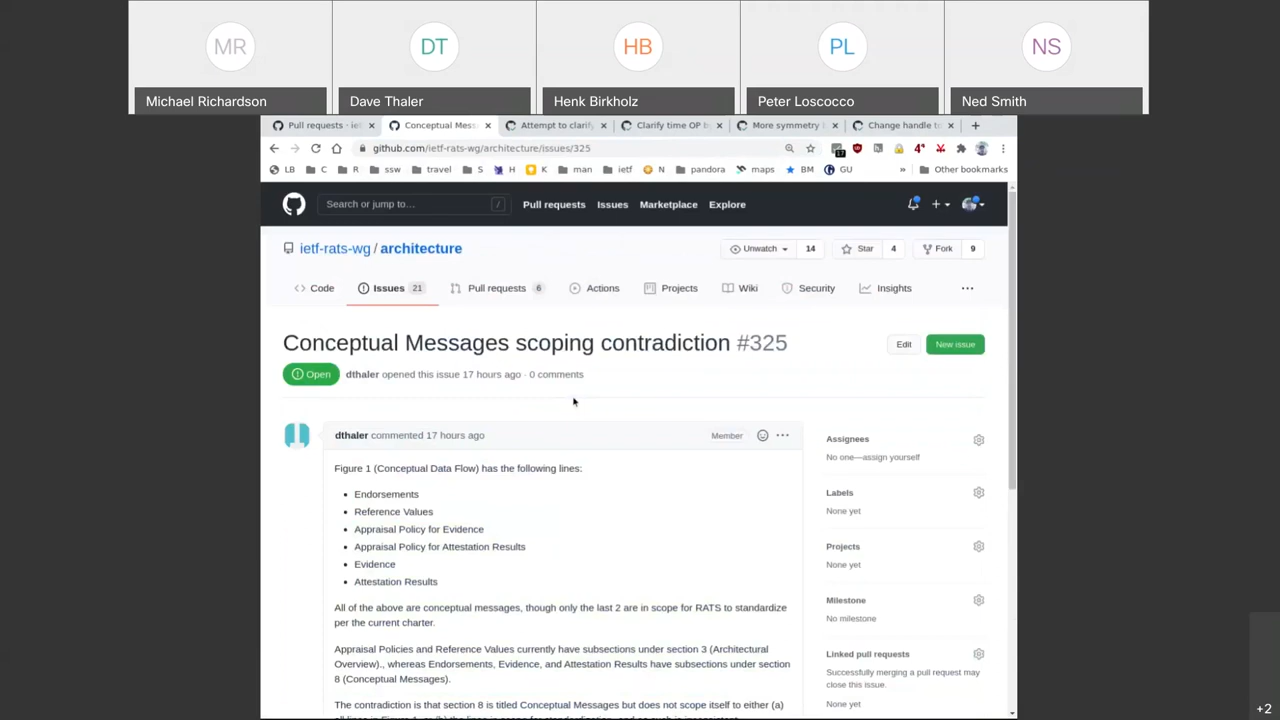 MR
DT
HB
PL
NS
Michael Richardson
Dave Thaler
Henk Birkholz
Peter Loscocco
Ned Smith
Pull requests · ie
Conceptual Mess
Attempt to clarify
Clarify time OP b
More symmetry
Change handle t
github.com/ietf-rats-wg/architecture/issues/325
17
4
LB
C
R
ssw
travel
S
H
K
man
ietf
N
pandora
maps
BM
GU
»
Other bookmarks
Search or jump to…
/
Pull requests
Issues
Marketplace
Explore
ietf-rats-wg / architecture
Unwatch
14
Star
4
Fork
9
Code
Issues 21
Pull requests 6
Actions
Projects
Wiki
Security
Insights
Conceptual Messages scoping contradiction #325
Edit
New issue
Open
dthaler opened this issue 17 hours ago · 0 comments
dthaler commented 17 hours ago
Member
Figure 1 (Conceptual Data Flow) has the following lines:
• Endorsements
• Reference Values
• Appraisal Policy for Evidence
• Appraisal Policy for Attestation Results
• Evidence
• Attestation Results
All of the above are conceptual messages, though only the last 2 are in scope for RATS to standardize
per the current charter.
Appraisal Policies and Reference Values currently have subsections under section 3 (Architectural
Overview)., whereas Endorsements, Evidence, and Attestation Results have subsections under section
8 (Conceptual Messages).
The contradiction is that section 8 is titled Conceptual Messages but does not scope itself to either (a)
Assignees
No one—assign yourself
Labels
None yet
Projects
None yet
Milestone
No milestone
Linked pull requests
Successfully merging a pull request may
close this issue.
None yet
+2